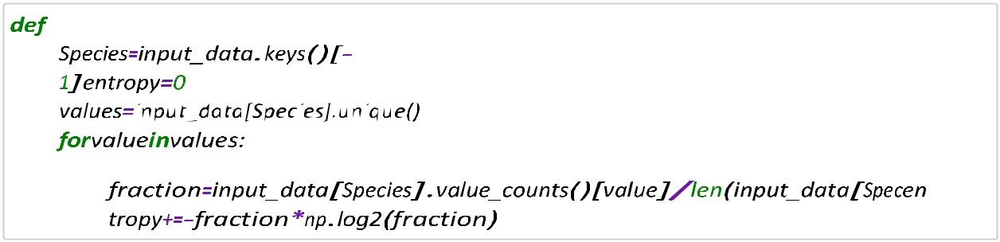 def
Species=input_data.keys()[-
1]entropy=0
values=input_data[Species].unique()
forvalueinvalues:
fraction=input_data[Species].value_counts()[value]/len(input_data[Specen
tropy+=-fraction*np.log2(fraction)